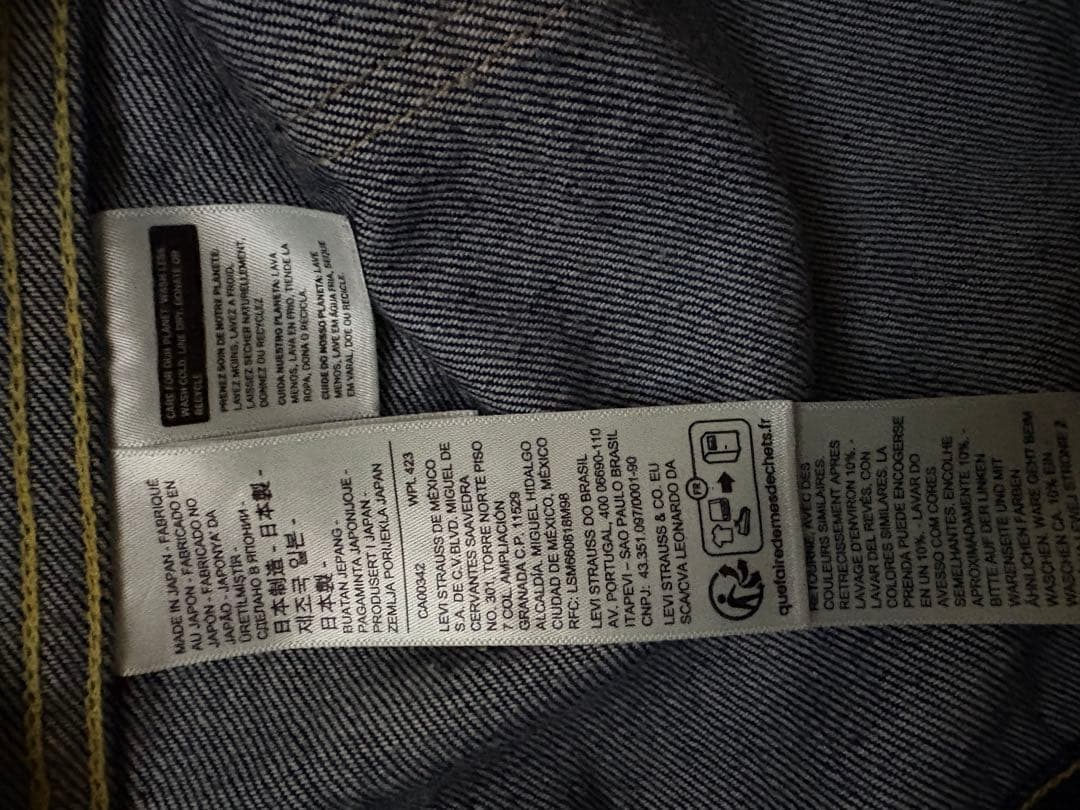 CARE FOR OUR PLANET: WASH LESS,
WASH COLD, LINE DRY, DONATE OR
RECYCLE
PRENEZ SOIN DE NOTRE PLANÈTE:
LAVEZ MOINS, LAVEZ A FROID,
LAISSEZ SECHER NATURELLEMENT,
DONNEZ OU RECYCLEZ
CUIDA NUESTRO PLANETA: LAVA
MENOS, LAVA EN FRIO, TIENDE LA
ROPA, DONA O RECICLA.
CUIDE DO NOSSO PLANETA: LAVE
MENOS, LAVE EM ÁGUA FRIA, SEQUE
EM VARAL, DOE OU RECICLE.
MADE IN JAPAN - FABRIQUÉ
AU JAPON - FABRICADO EN
JAPÓN - FABRICADO NO
JAPÃO - JAPONYA'DA
ÜRETİLMİŞTİR -
СДЕЛАНО В ЯПОНИИ -
日本制造 - 日本製 -
제조국 일본 -
日本製 -
BUATAN JEPANG -
PAGAMINTA JAPONIJOJE -
PRODUSERT I JAPAN -
ZEMLJA PORIJEKLA JAPAN
CA00342 WPL 423
LEVI STRAUSS DE MÉXICO
S.A. DE C.V.BLVD. MIGUEL DE
CERVANTES SAAVEDRA
NO. 301, TORRE NORTE PISO
7 COL AMPLIACIÓN
GRANADA C.P. 11529
ALCALDÍA. MIGUEL HIDALGO
CIUDAD DE MÉXICO, MÉXICO
RFC: LSM660818M98
LEVI STRAUSS DO BRASIL
AV. PORTUGAL, 400 06690-110
ITAPEVI – SAO PAULO BRASIL
CNPJ: 43.351.097/0001-90
LEVI STRAUSS & CO. EU
SCA/CVA LEONARDO DA
FR
quefairedemesdechets.fr
RETOURNE, AVEC DES
COULEURS SIMILAIRES.
RETRECISSEMENT APRES
LAVAGE D'ENVIRON 10%. -
LAVAR DEL REVÉS, CON
COLORES SIMILARES. LA
PRENDA PUEDE ENCOGERSE
EN UN 10%. - LAVAR DO
AVESSO COM CORES
SEMELHANTES. ENCOLHE
APROXIMADAMENTE 10%. -
BITTE AUF DER LINKEN
WARENSEITE UND MIT
ÄHNLICHEN FARBEN
WASCHEN. WARE GEHT BEIM
WASCHEN CA. 10% EIN. -